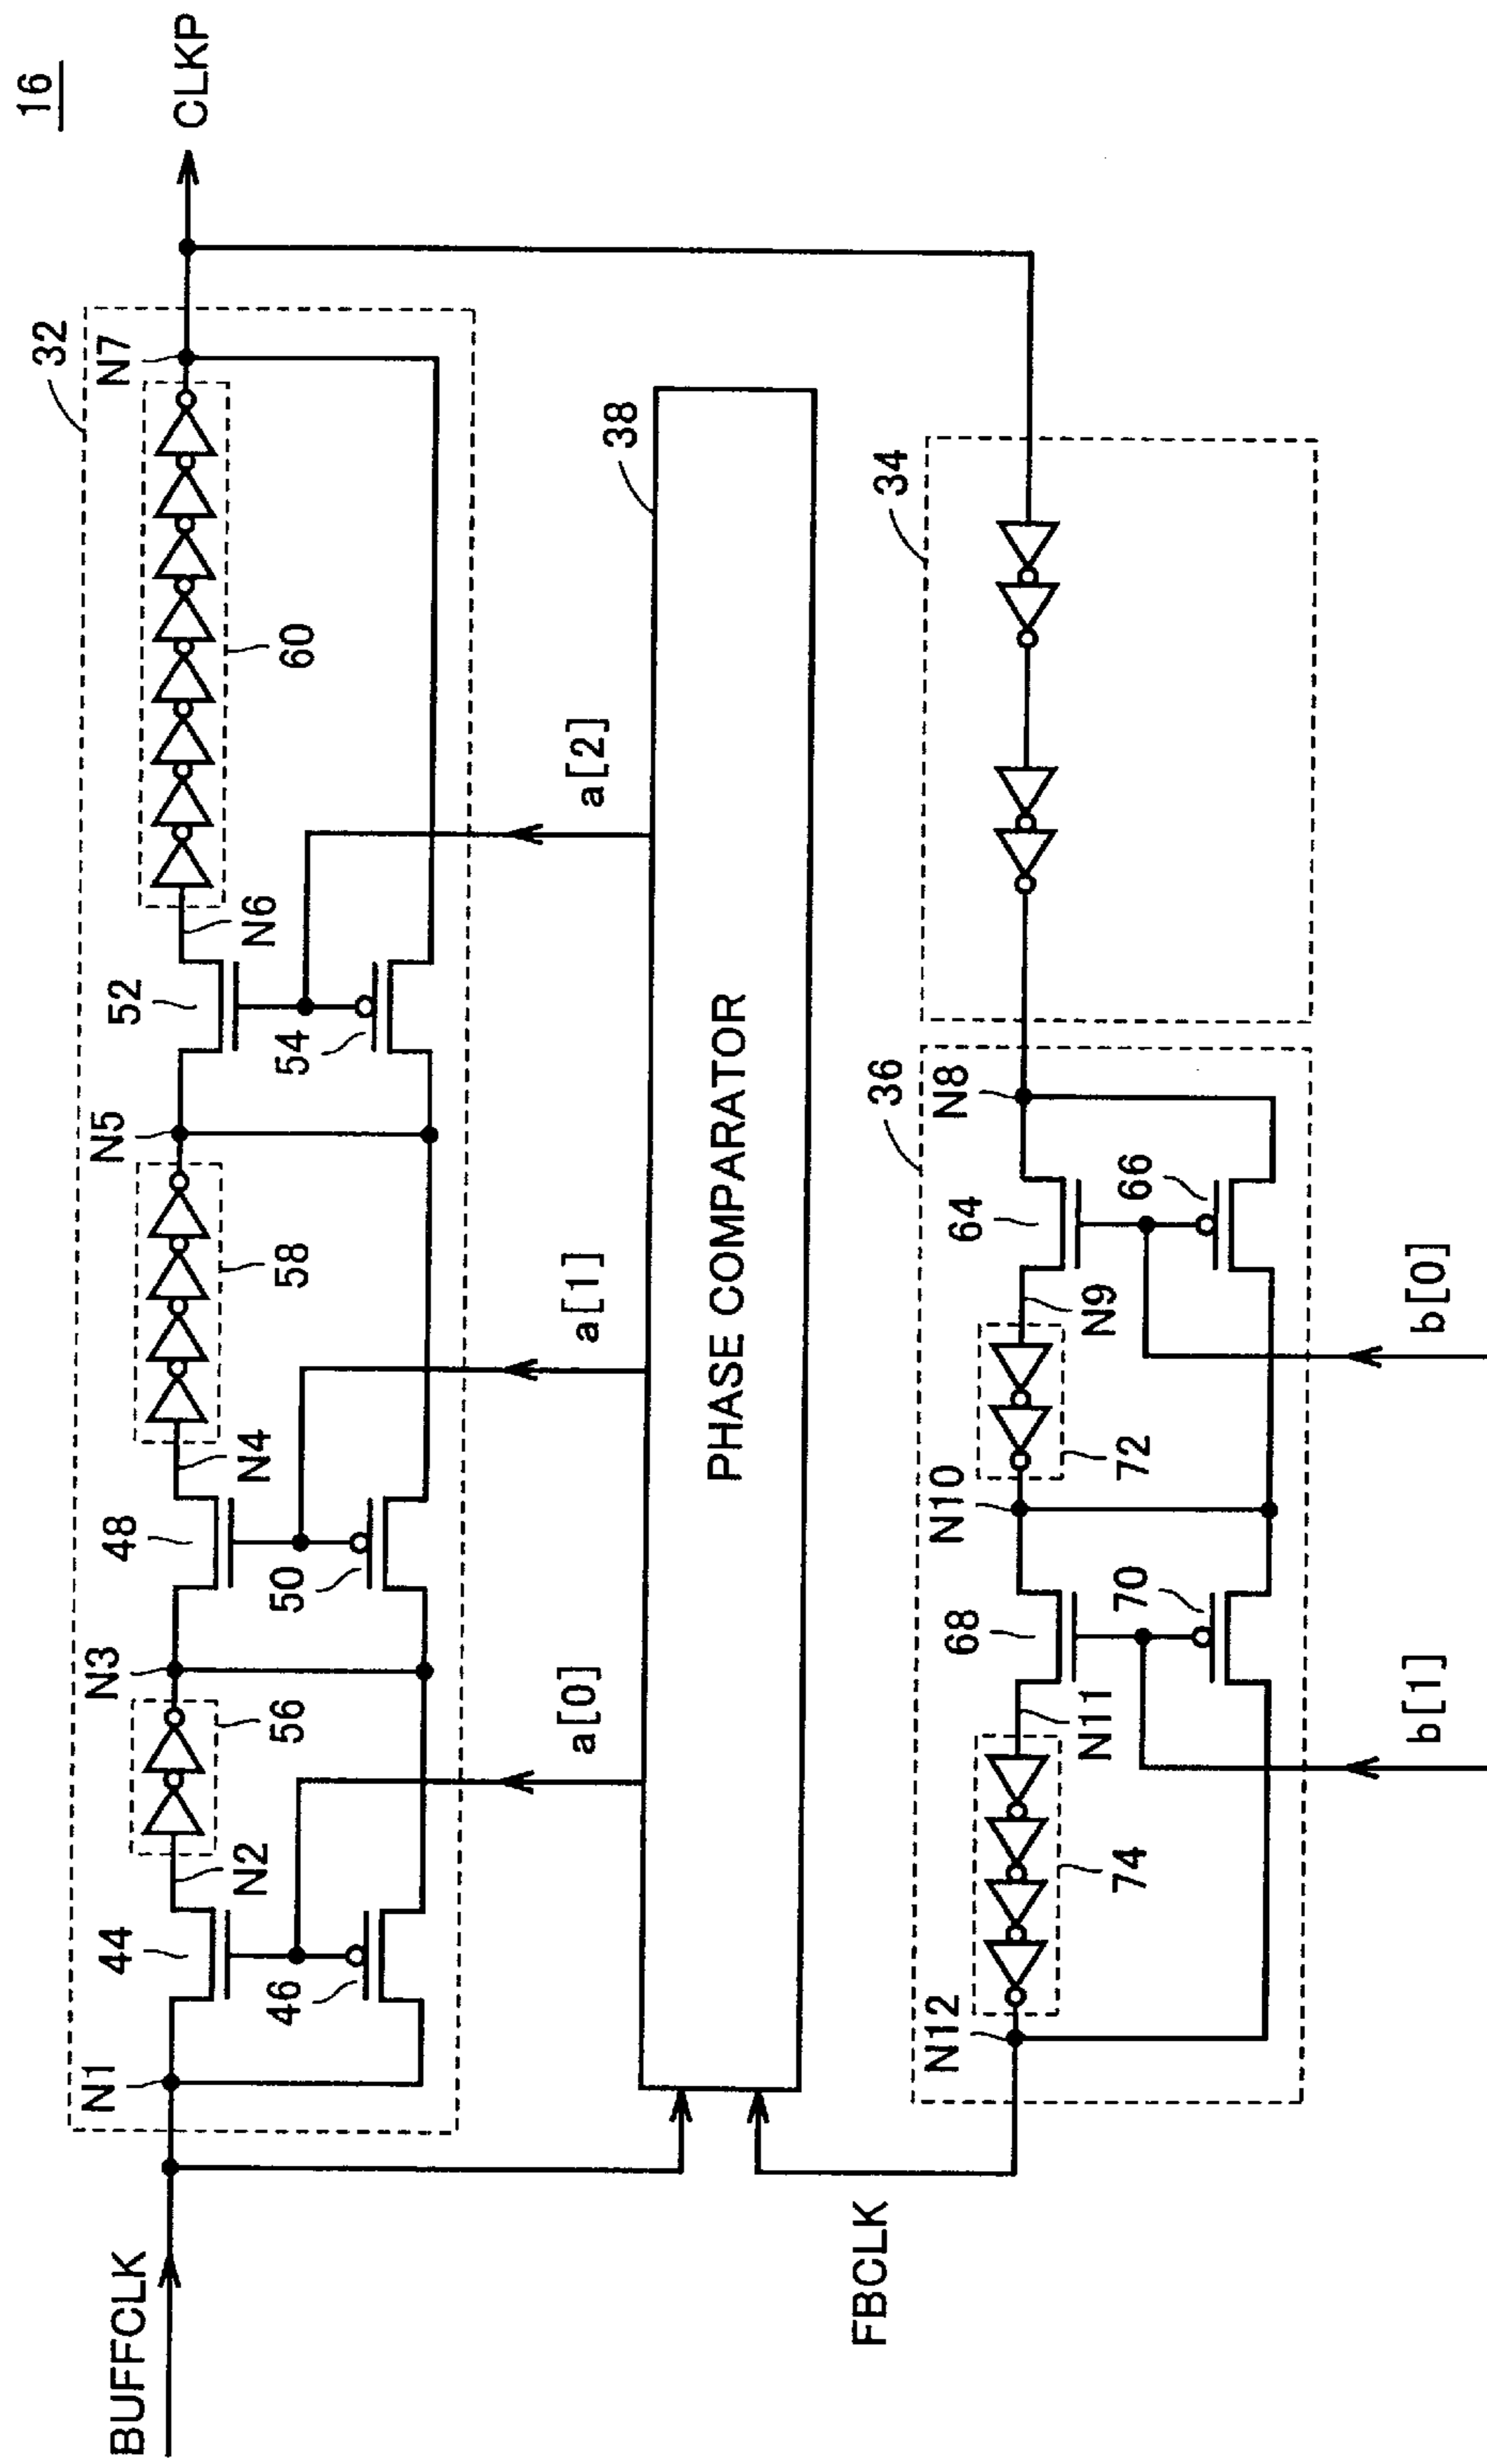 16
BUFFCLK
N1
44
46
N2
56
N3
48
50
N4
58
N5
52
54
N6
60
N7
32
CLKP
a[0]
a[1]
a[2]
PHASE COMPARATOR
38
FBCLK
N12
74
N11
68
70
N10
72
N9
64
66
N8
36
34
b[1]
b[0]